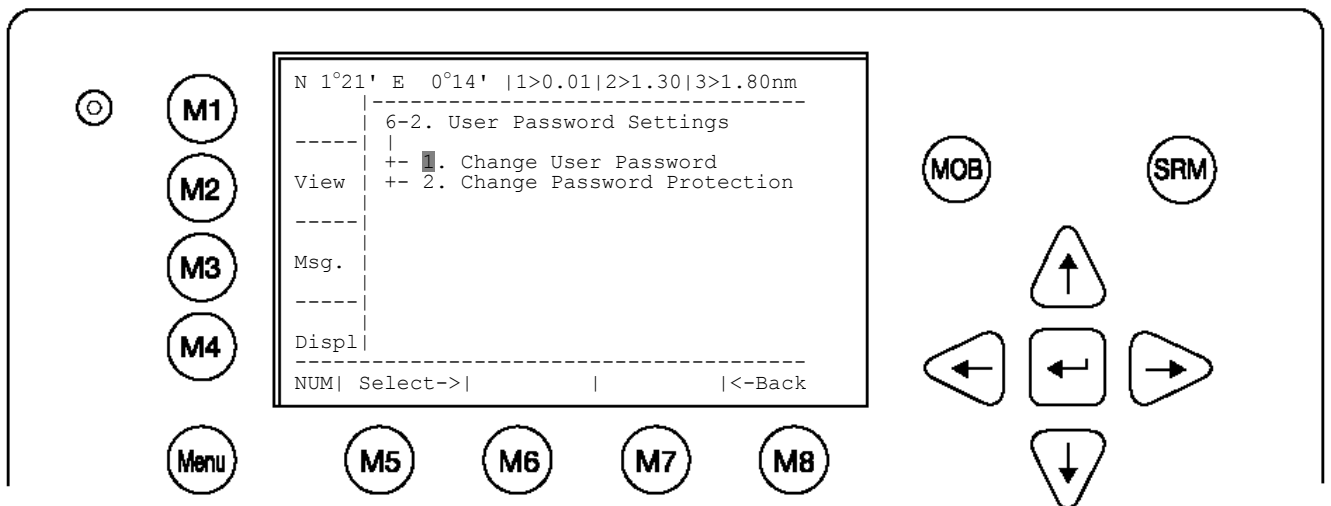 N 1°21' E 0°14' |1>0.01|2>1.30|3>1.80nm
6-2. User Password Settings
+- 1. Change User Password
View | +- 2. Change Password Protection
Msg.
Displ|
NUM| Select->| | |<-Back
M1
M2
M3
M4
Menu
M5
M6
M7
M8
MOB
SRM